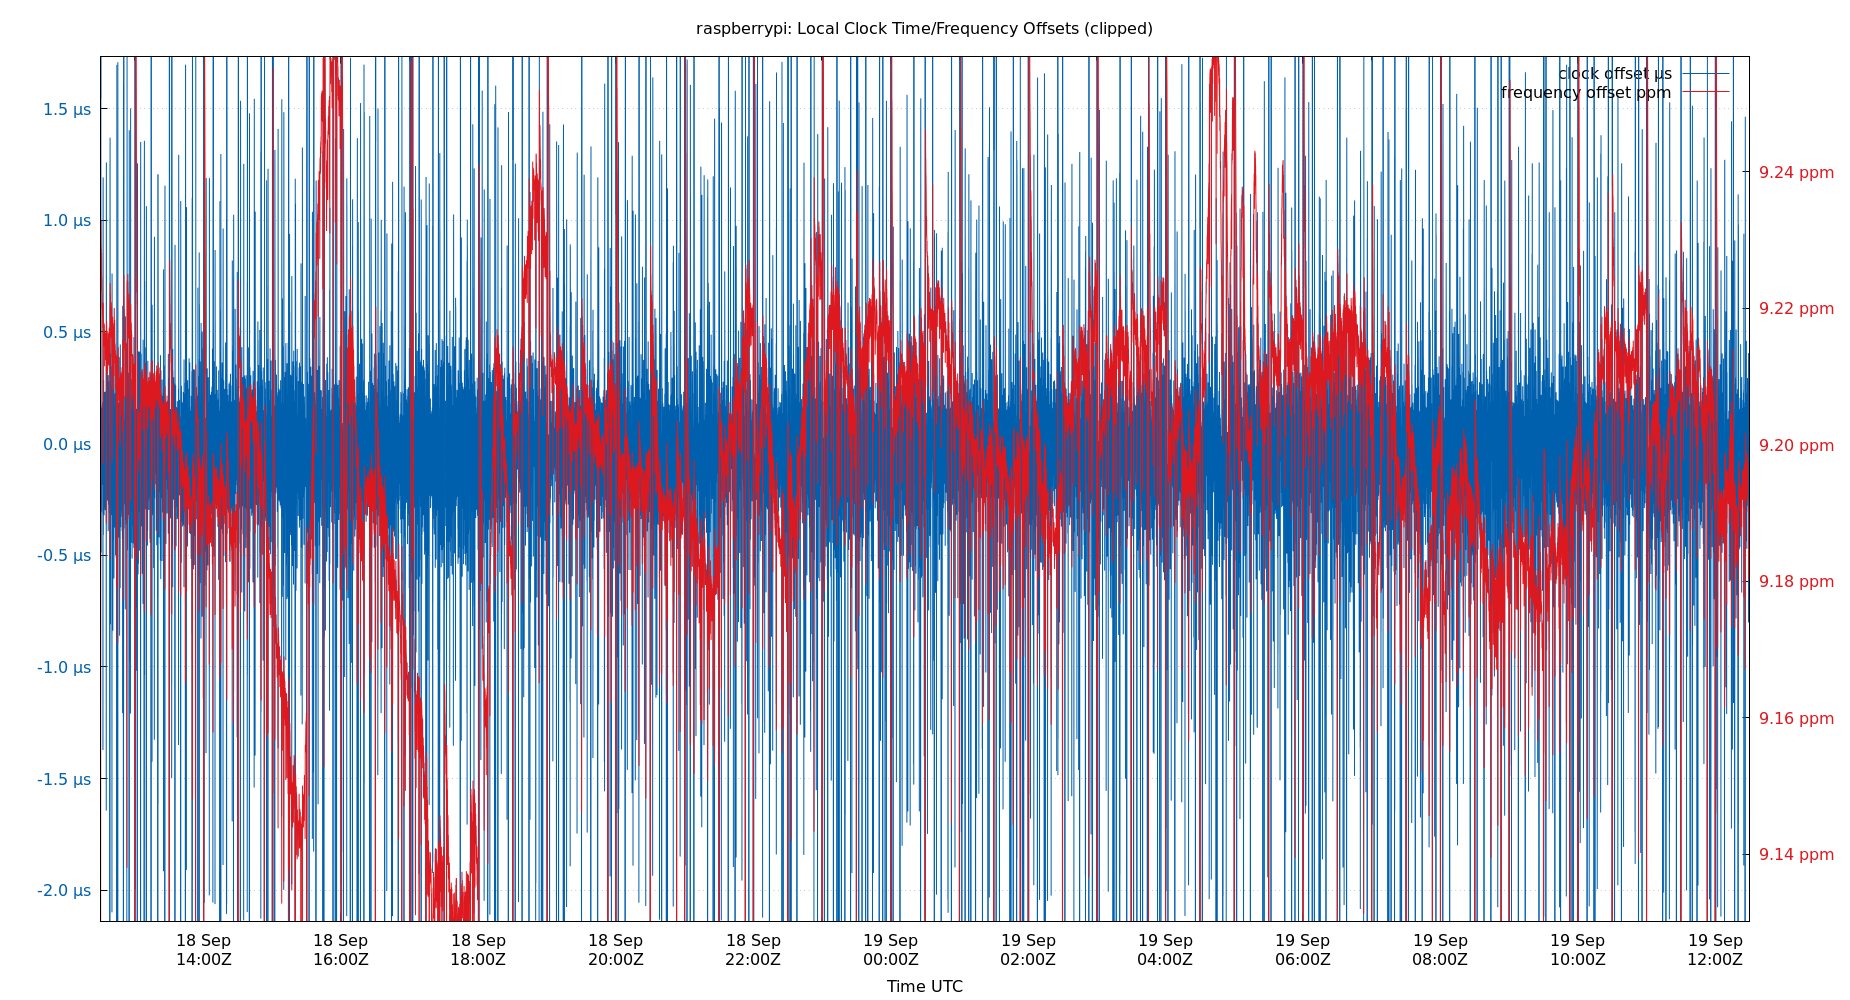 raspberrypi: Local Clock Time/Frequency Offsets (clipped)
clock offset µs
frequency offset ppm
1.5 µs
1.0 µs
0.5 µs
0.0 µs
-0.5 µs
-1.0 µs
-1.5 µs
-2.0 µs
9.24 ppm
9.22 ppm
9.20 ppm
9.18 ppm
9.16 ppm
9.14 ppm
18 Sep 18 Sep 18 Sep 18 Sep 18 Sep 19 Sep 19 Sep 19 Sep 19 Sep 19 Sep 19 Sep 19 Sep
14:00Z 16:00Z 18:00Z 20:00Z 22:00Z 00:00Z 02:00Z 04:00Z 06:00Z 08:00Z 10:00Z 12:00Z
Time UTC